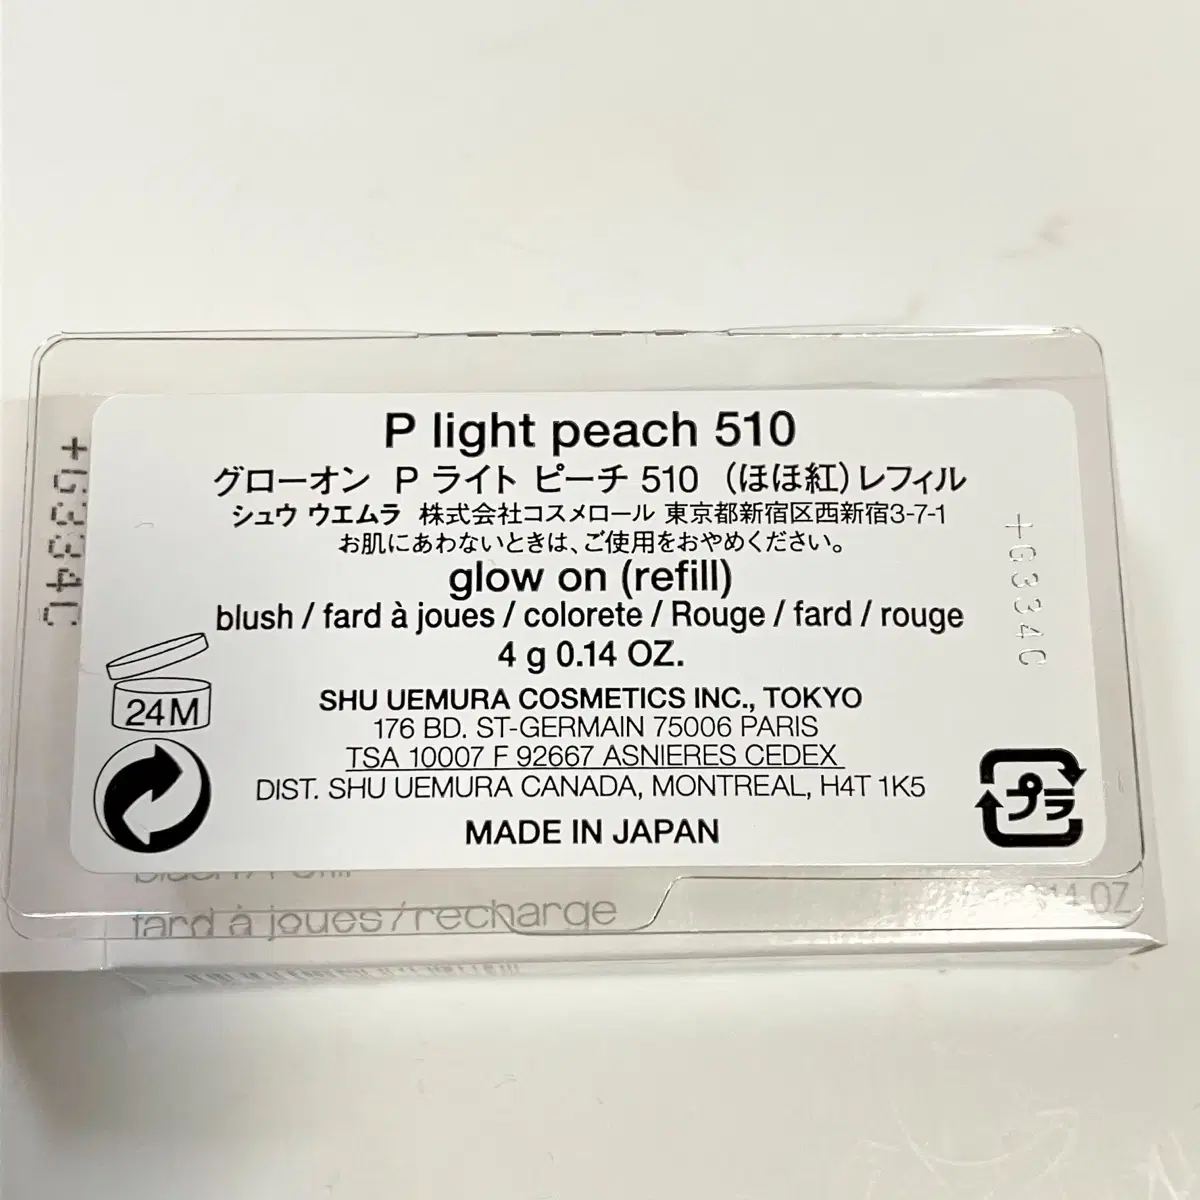 P light peach 510
グローオン P ライト ピーチ 510 (ほほ紅)レフィル
シュウ ウエムラ 株式会社コスメロール 東京都新宿区西新宿3-7-1
お肌にあわないときは、ご使用をおやめください。
glow on (refill)
blush / fard à joues / colorete / Rouge / fard / rouge
4 g 0.14 OZ.
SHU UEMURA COSMETICS INC., TOKYO
176 BD. ST-GERMAIN 75006 PARIS
TSA 10007 F 92667 ASNIERES CEDEX
DIST. SHU UEMURA CANADA, MONTREAL, H4T 1K5
MADE IN JAPAN
24M
プラ
+G334C
+G334C
fard à joues/recharge
OZ